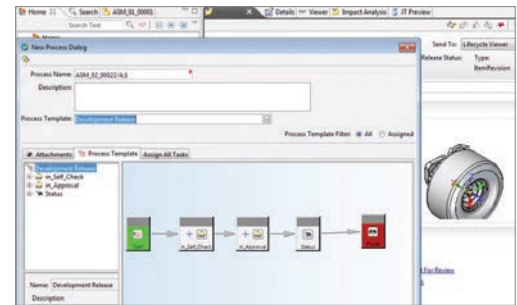 Home Search ASM_01_00001 Details Viewer Impact Analysis JT Preview
Search Text
Home
New Process Dialog
Send To: Lifecycle Viewer
Release Status: Type:
ItemRevision
Process Name: ASM_02_00022/A;1
Description:
Process Template: Development Release
Process Template Filter: All Assigned
Attachments Process Template Assign All Tasks
Development Release
in_Self_Check
in_Approval
Status
Start in_Self_Check in_Approval Status Finish
Name: Development Release
Description
List For Review